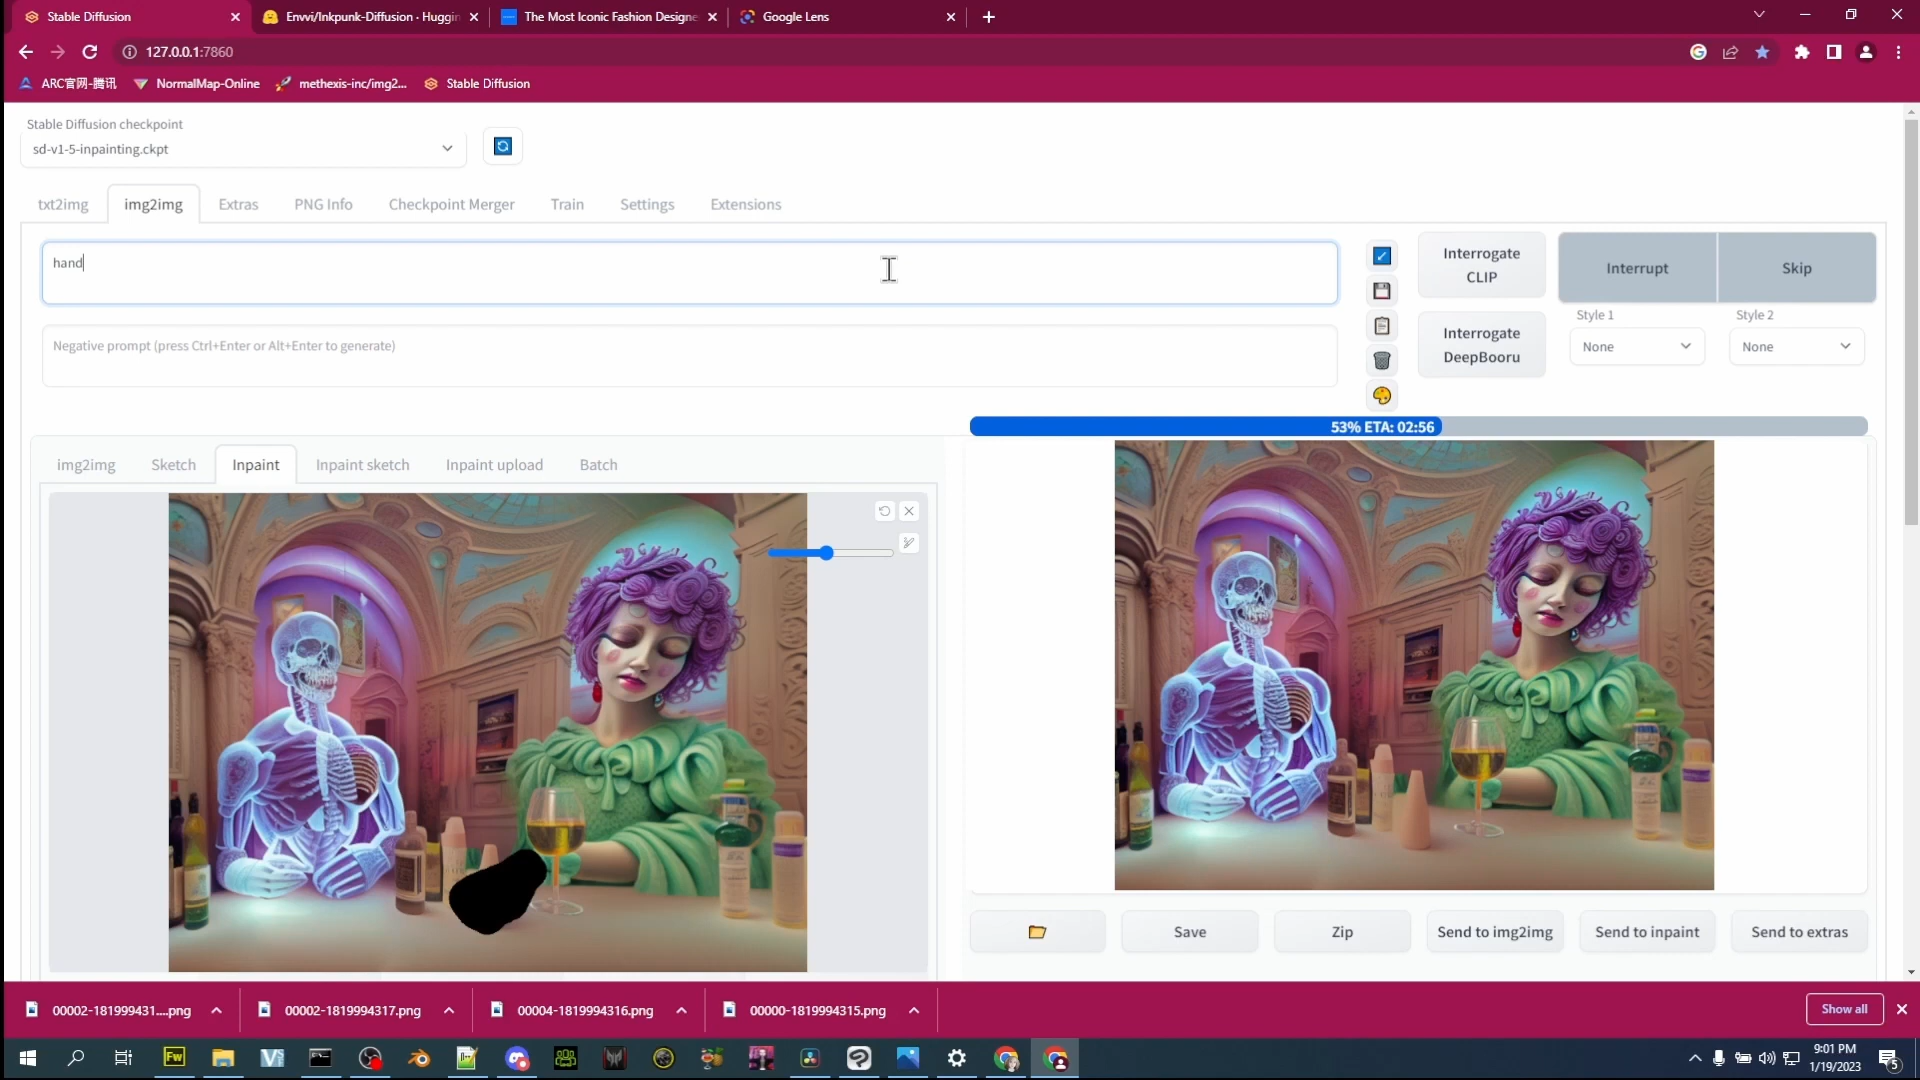 Stable Diffusion
Envvi/Inkpunk-Diffusion · Huggin
The Most Iconic Fashion Designe
Google Lens
127.0.0.1:7860
ARC官网-腾讯
NormalMap-Online
methexis-inc/img2...
Stable Diffusion
Stable Diffusion checkpoint
sd-v1-5-inpainting.ckpt
txt2img
img2img
Extras
PNG Info
Checkpoint Merger
Train
Settings
Extensions
hand
Interrogate
CLIP
Interrupt
Skip
Negative prompt (press Ctrl+Enter or Alt+Enter to generate)
Interrogate
DeepBooru
Style 1
None
Style 2
None
53% ETA: 02:56
img2img
Sketch
Inpaint
Inpaint sketch
Inpaint upload
Batch
Save
Zip
Send to img2img
Send to inpaint
Send to extras
00002-181999431....png
00002-1819994317.png
00004-1819994316.png
00000-1819994315.png
Show all
Fw
9:01 PM
1/19/2023
5